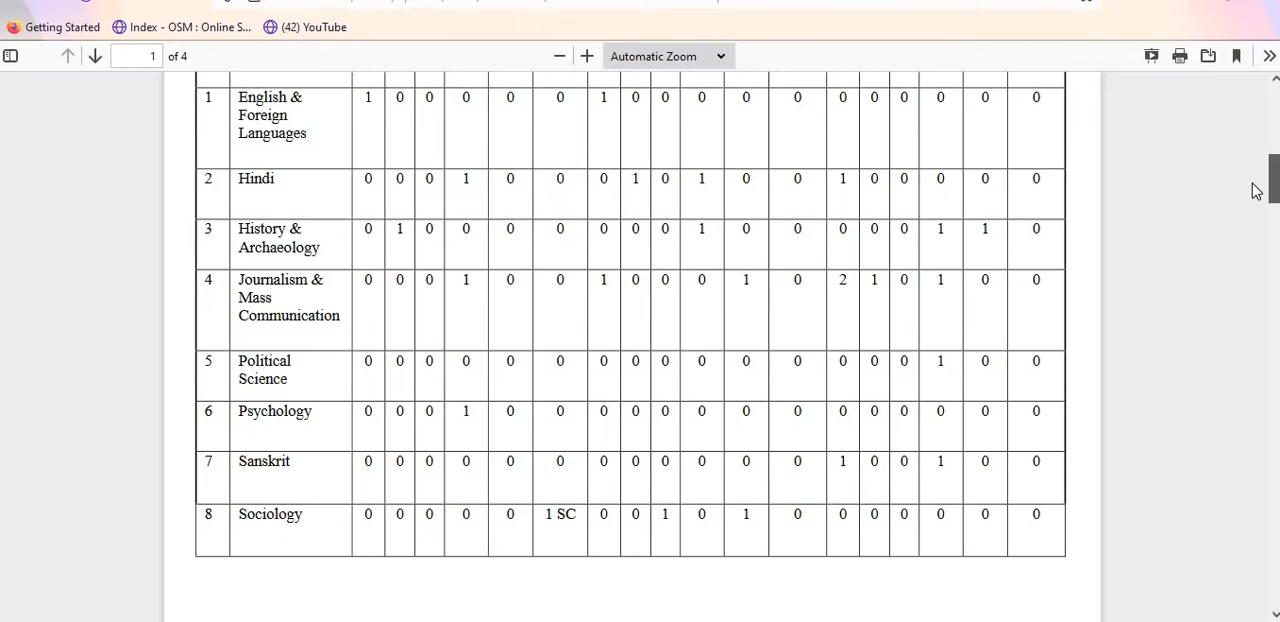 Getting Started Index - OSM : Online S... (42) YouTube
1 of 4 Automatic Zoom
1 English & 1 0 0 0 0 0 1 0 0 0 0 0 0 0 0 0 0 0
Foreign
Languages
2 Hindi 0 0 0 1 0 0 0 1 0 1 0 0 1 0 0 0 0 0
3 History & 0 1 0 0 0 0 0 0 0 1 0 0 0 0 0 1 1 0
Archaeology
4 Journalism & 0 0 0 1 0 0 1 0 0 0 1 0 2 1 0 1 0 0
Mass
Communication
5 Political 0 0 0 0 0 0 0 0 0 0 0 0 0 0 0 1 0 0
Science
6 Psychology 0 0 0 1 0 0 0 0 0 0 0 0 0 0 0 0 0 0
7 Sanskrit 0 0 0 0 0 0 0 0 0 0 0 0 1 0 0 1 0 0
8 Sociology 0 0 0 0 0 1 SC 0 0 1 0 1 0 0 0 0 0 0 0